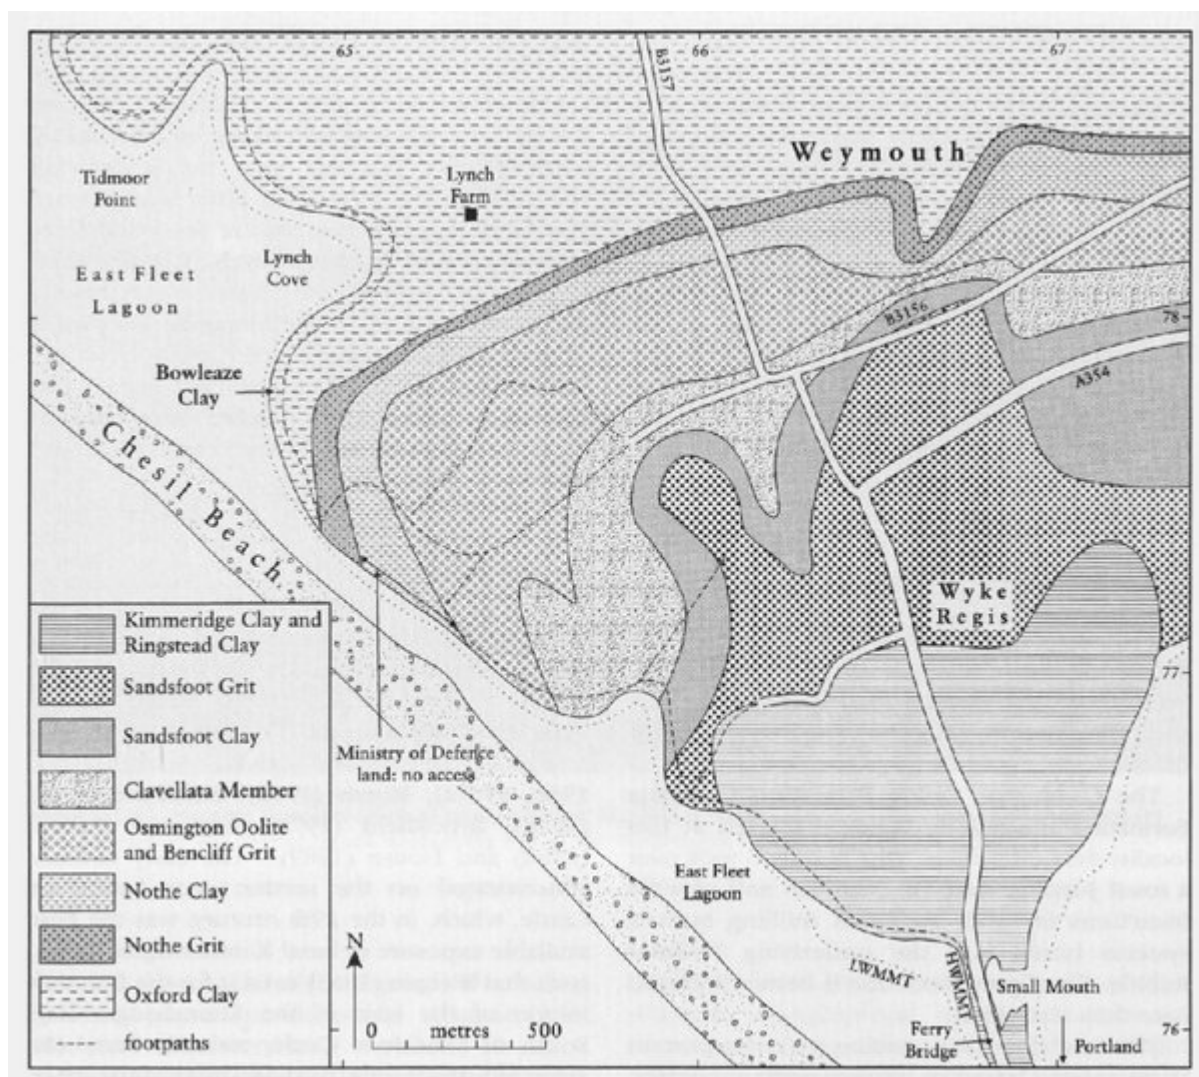 65
66
67
B3157
Weymouth
Tidmoor
Point
Lynch
Farm
Lynch
Cove
East Fleet
Lagoon
B3156
78
Bowleaze
Clay
A354
Chesil Beach
Wyke
Regis
Kimmeridge Clay and
Ringstead Clay
77
Sandsfoot Grit
Sandsfoot Clay
Ministry of Defence
land: no access
Clavellata Member
Osmington Oolite
and Bencliff Grit
East Fleet
Lagoon
Nothe Clay
Nothe Grit
N
LWMMT
HWMMT
Oxford Clay
Small Mouth
0 metres 500
76
footpaths
Ferry
Bridge
Portland